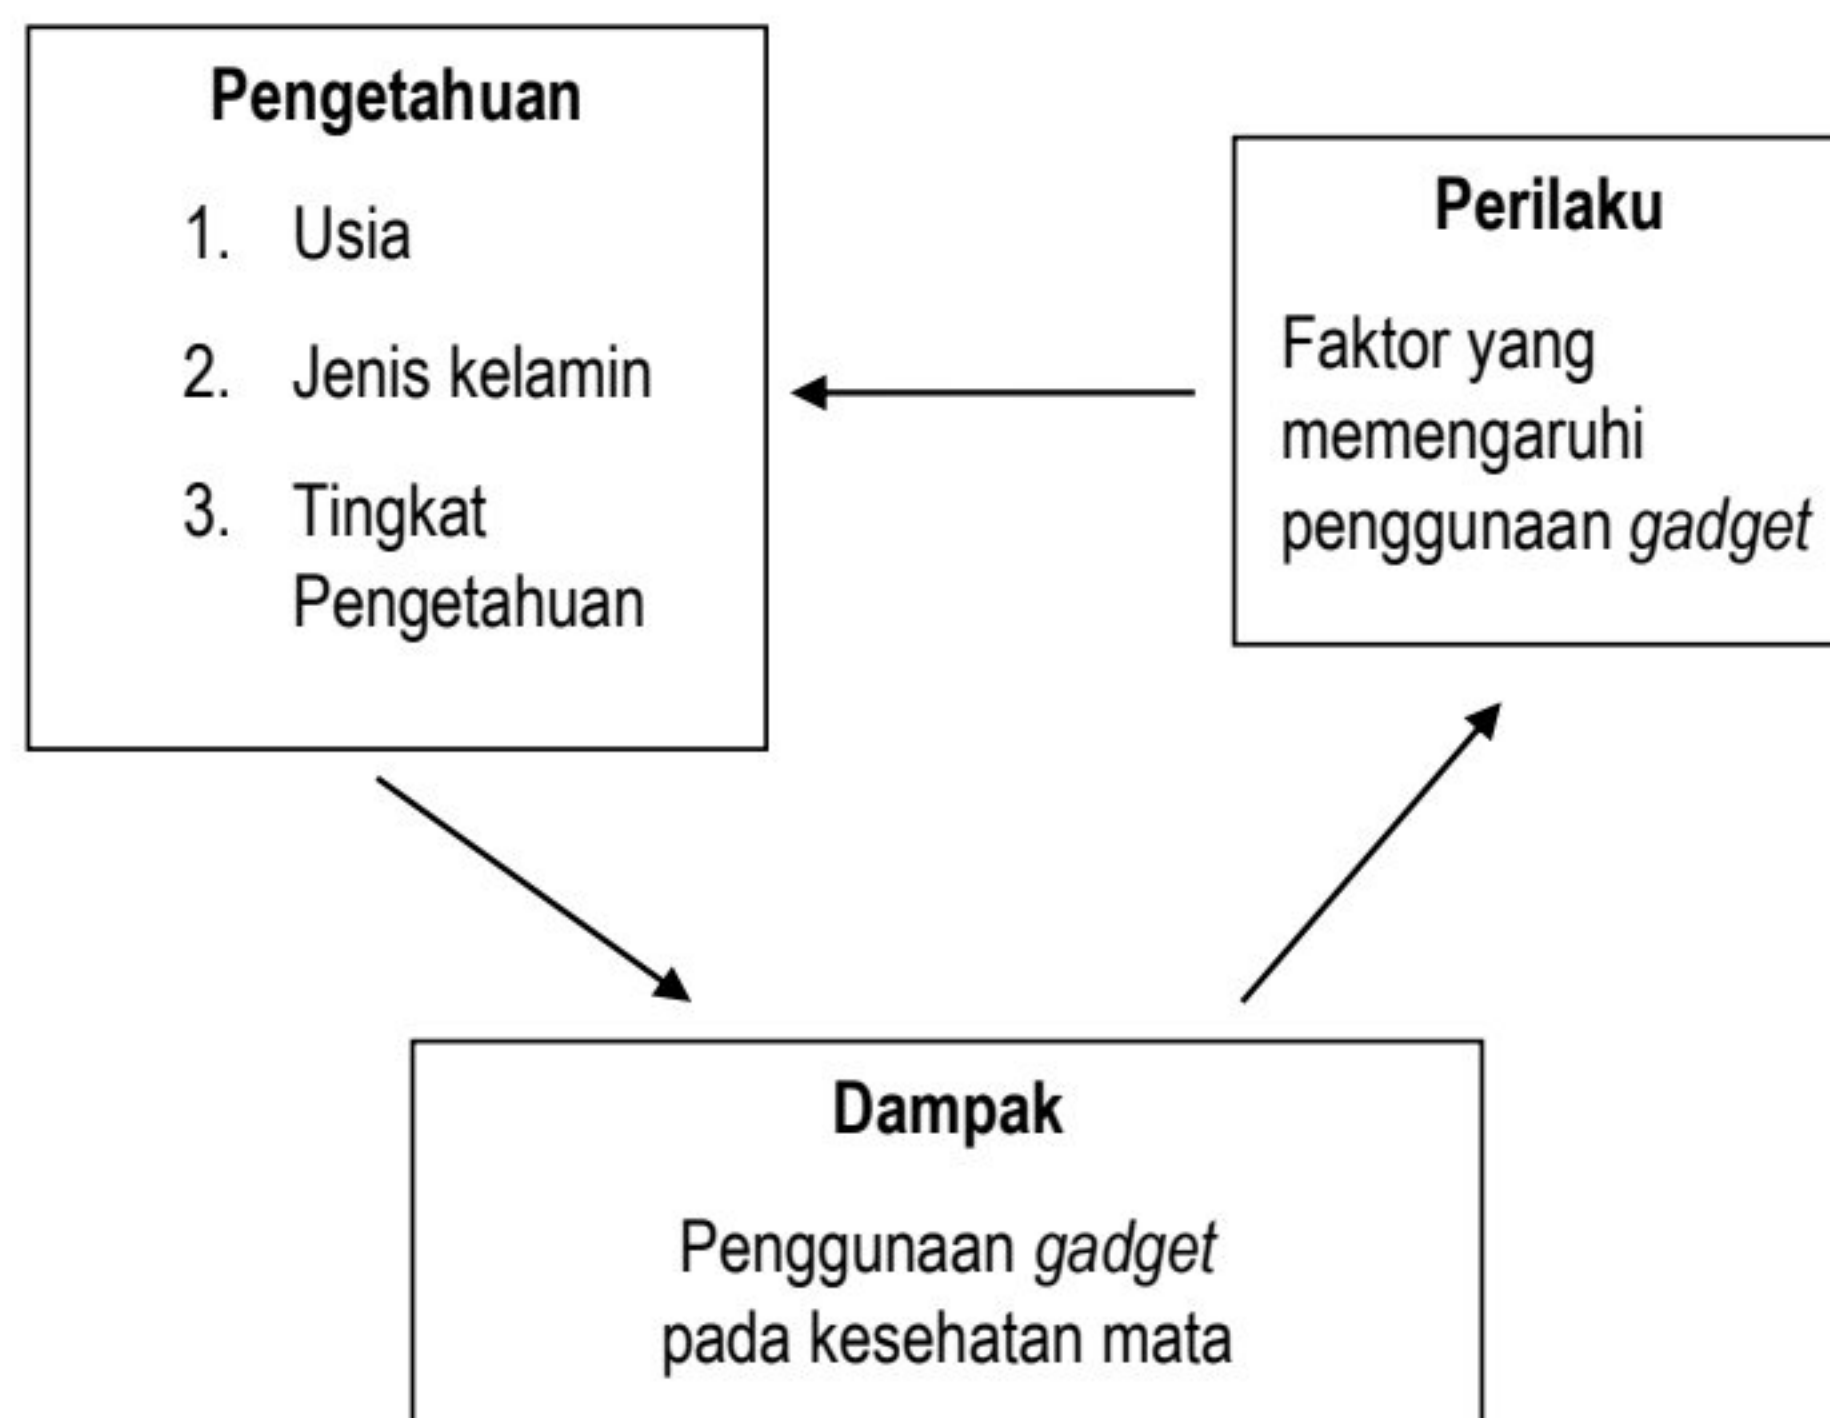 Pengetahuan
1. Usia
2. Jenis kelamin
3. Tingkat
Pengetahuan
Perilaku
Faktor yang
memengaruhi
penggunaan gadget
Dampak
Penggunaan gadget
pada kesehatan mata